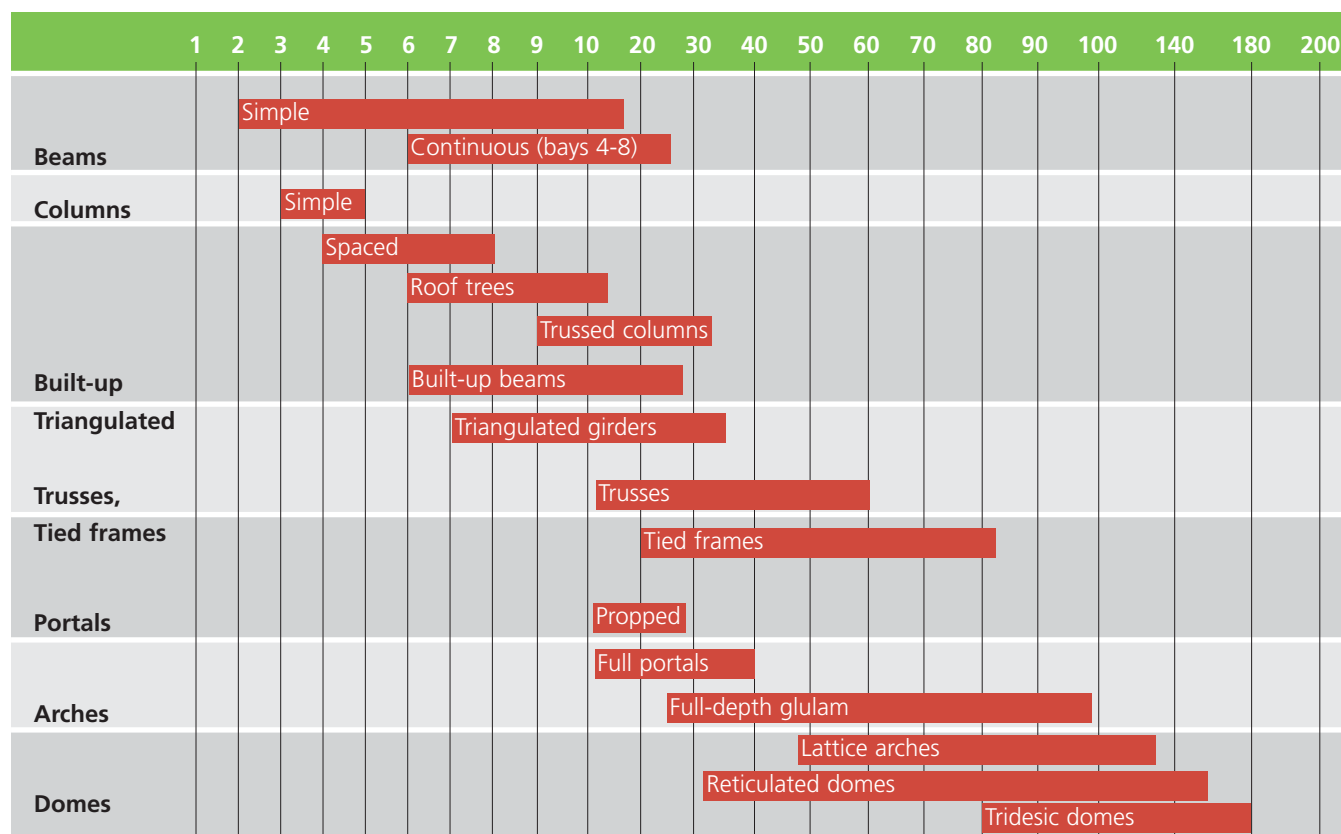 1 2 3 4 5 6 7 8 9 10 20 30 40 50 60 70 80 90 100 140 180 200
Simple
Continuous (bays 4-8)
Beams
Simple
Columns
Spaced
Roof trees
Trussed columns
Built-up beams
Built-up
Triangulated
Triangulated girders
Trusses,
Trusses
Tied frames
Tied frames
Propped
Portals
Full portals
Full-depth glulam
Arches
Lattice arches
Reticulated domes
Domes
Tridesic domes